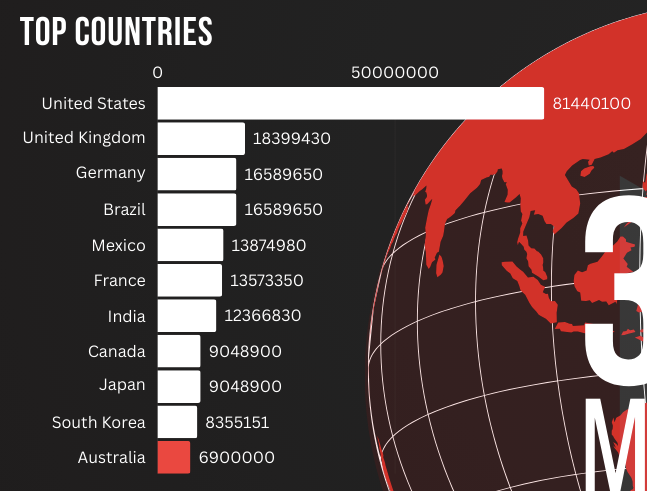 TOP COUNTRIES
0 50000000
United States 81440100
United Kingdom 18399430
Germany 16589650
Brazil 16589650
Mexico 13874980
France 13573350
India 12366830
Canada 9048900
Japan 9048900
South Korea 8355151
Australia 6900000
3
M